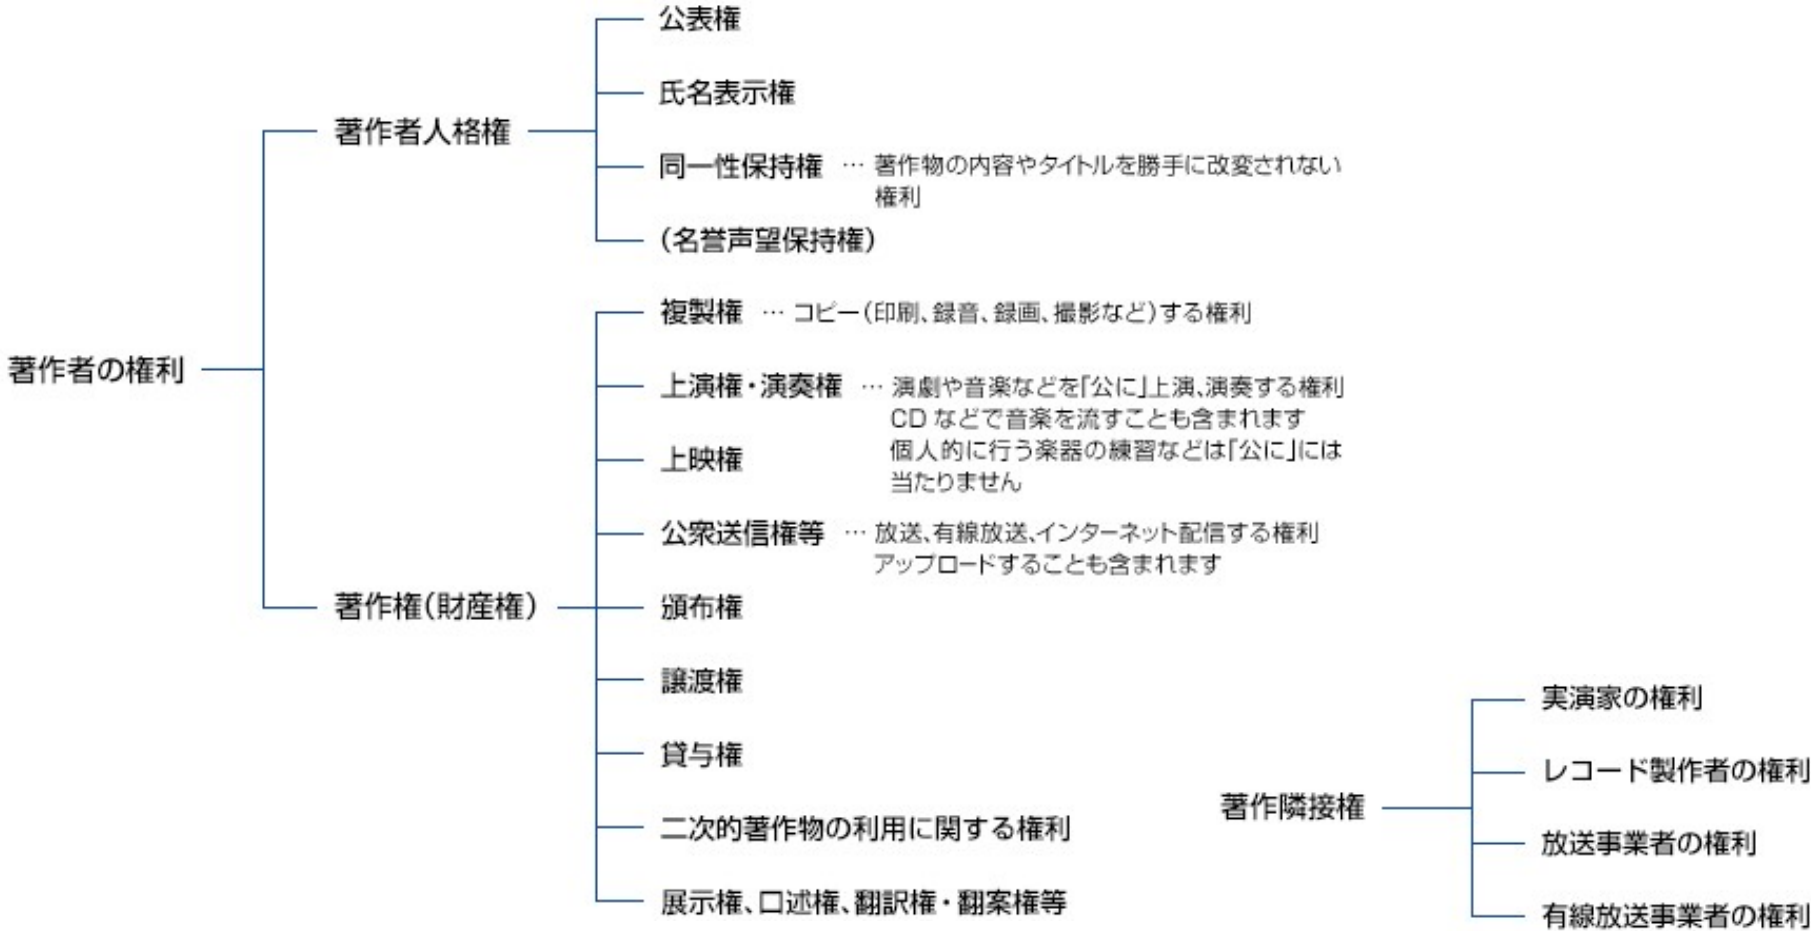 著作者の権利
著作者人格権
公表権
氏名表示権
同一性保持権 … 著作物の内容やタイトルを勝手に改変されない
権利
(名誉声望保持権)
著作権(財産権)
複製権 … コピー(印刷、録音、録画、撮影など)する権利
上演権・演奏権 … 演劇や音楽などを「公に」上演、演奏する権利
CD などで音楽を流すことも含まれます
個人的に行う楽器の練習などは「公に」には
当たりません
上映権
公衆送信権等 … 放送、有線放送、インターネット配信する権利
アップロードすることも含まれます
頒布権
譲渡権
貸与権
二次的著作物の利用に関する権利
展示権、口述権、翻訳権・翻案権等
著作隣接権
実演家の権利
レコード製作者の権利
放送事業者の権利
有線放送事業者の権利